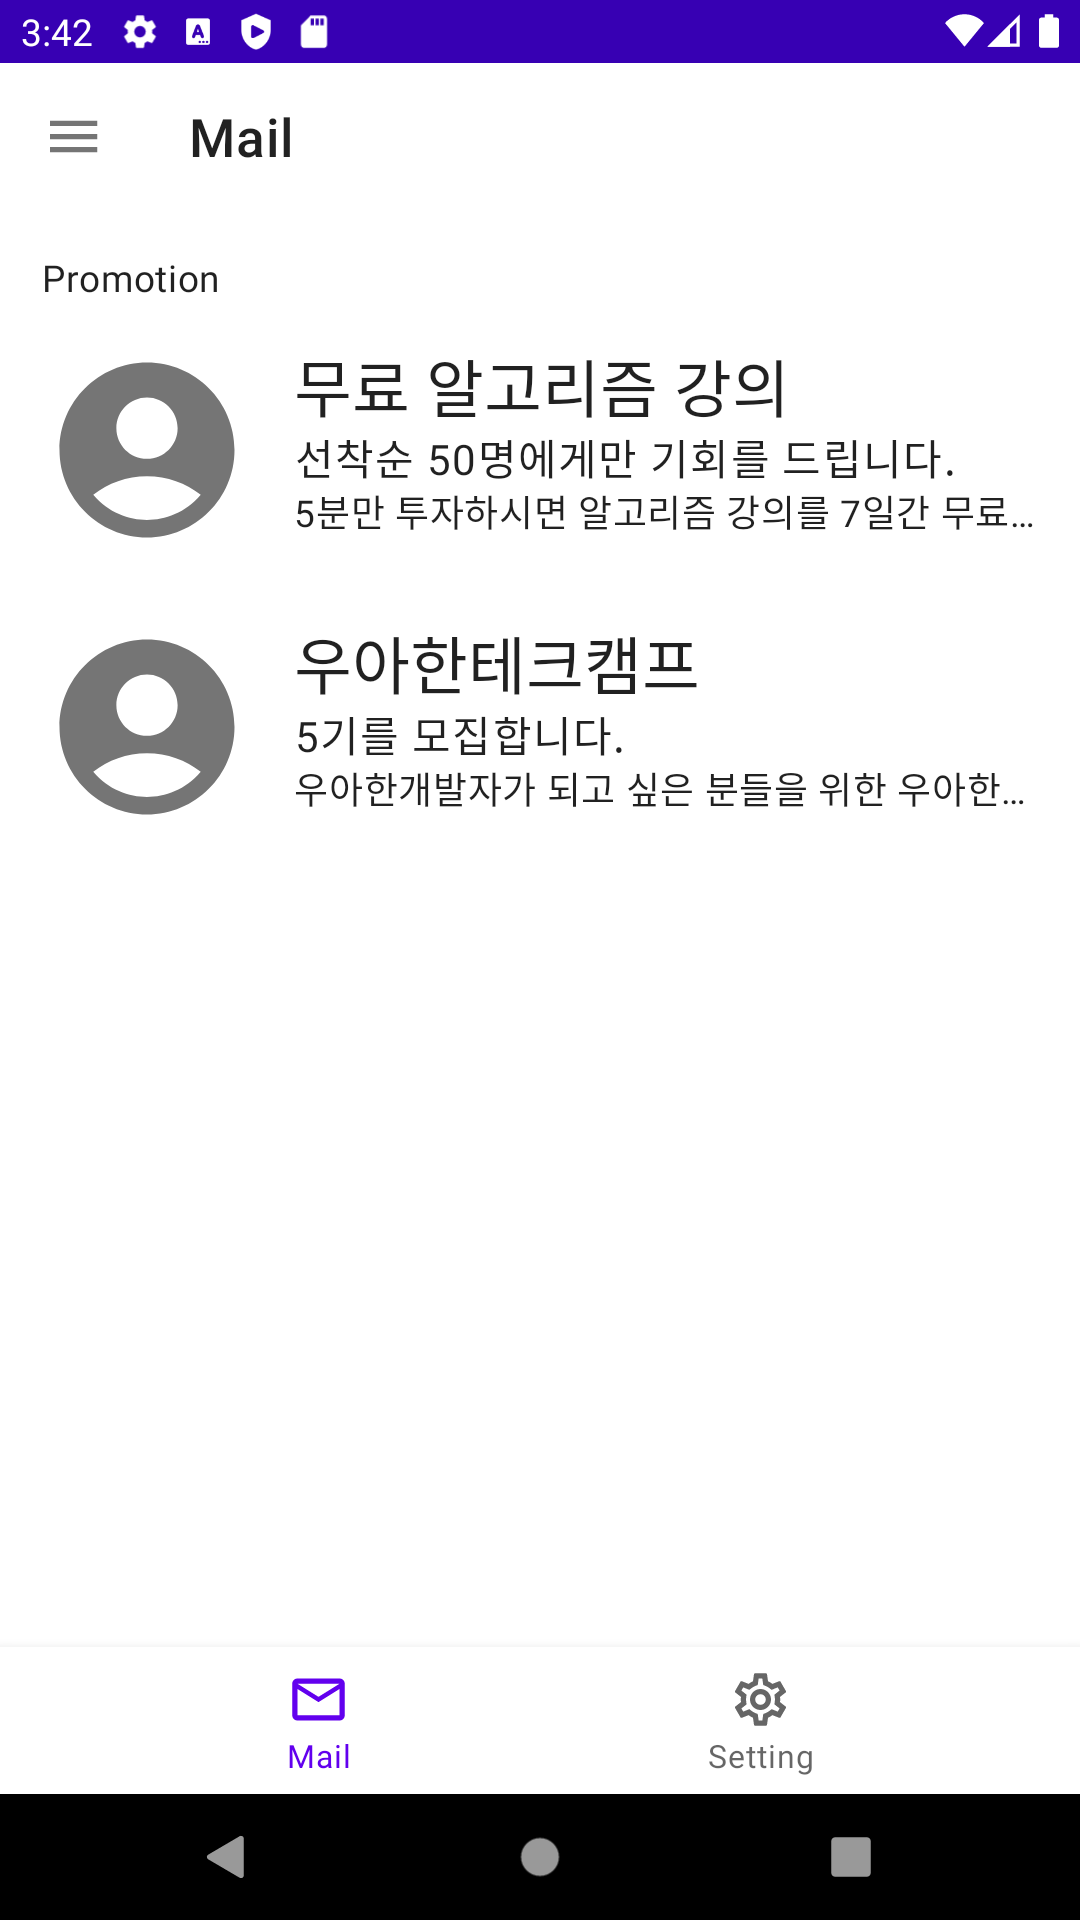 3:42
Mail
Promotion
무료 알고리즘 강의
선착순 50명에게만 기회를 드립니다.
5분만 투자하시면 알고리즘 강의를 7일간 무료…
우아한테크캠프
5기를 모집합니다.
우아한개발자가 되고 싶은 분들을 위한 우아한…
Mail
Setting